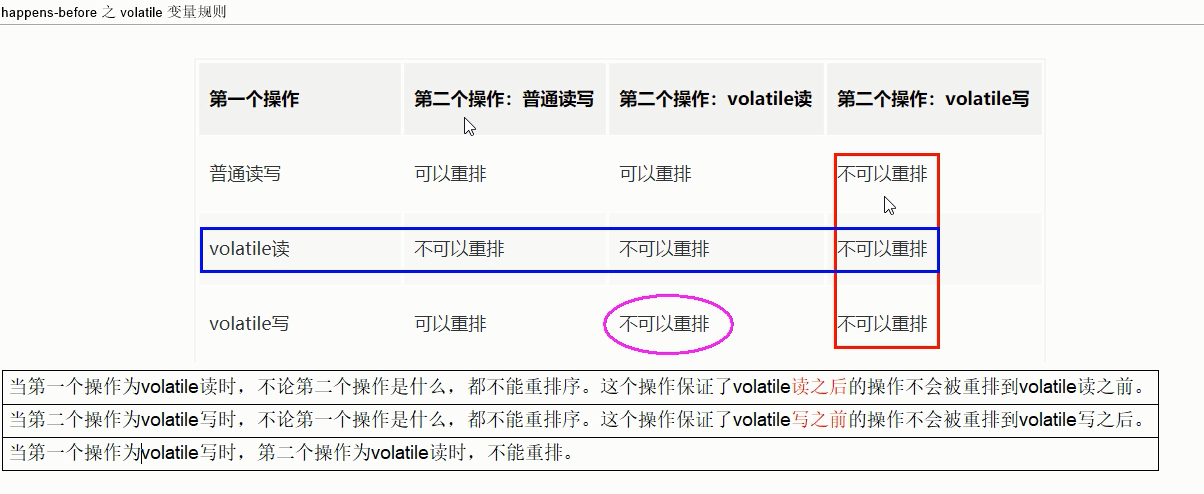 happens-before 之 volatile 变量规则
第一个操作 第二个操作：普通读写 第二个操作：volatile读 第二个操作：volatile写
普通读写 可以重排 可以重排 不可以重排
volatile读 不可以重排 不可以重排 不可以重排
volatile写 可以重排 不可以重排 不可以重排
当第一个操作为volatile读时，不论第二个操作是什么，都不能重排序。这个操作保证了volatile读之后的操作不会被重排到volatile读之前。
当第二个操作为volatile写时，不论第一个操作是什么，都不能重排序。这个操作保证了volatile写之前的操作不会被重排到volatile写之后。
当第一个操作为volatile写时，第二个操作为volatile读时，不能重排。